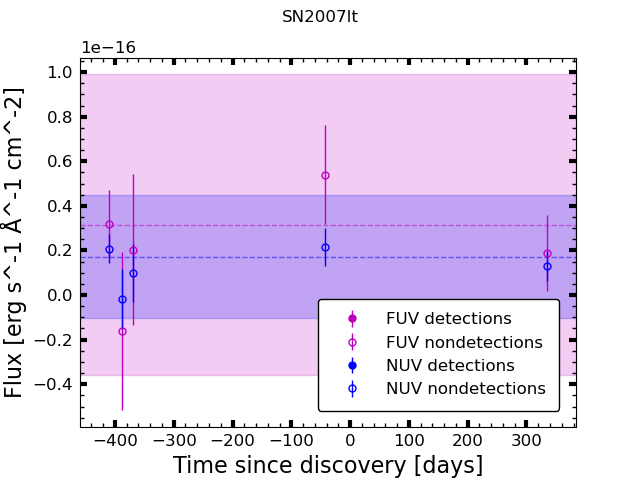 SN2007lt
1e−16
1.0
0.8
0.6
0.4
0.2
0.0
−0.2
−0.4
Flux [erg s^-1 Å^-1 cm^-2]
FUV detections
FUV nondetections
NUV detections
NUV nondetections
−400 −300 −200 −100 0 100 200 300
Time since discovery [days]